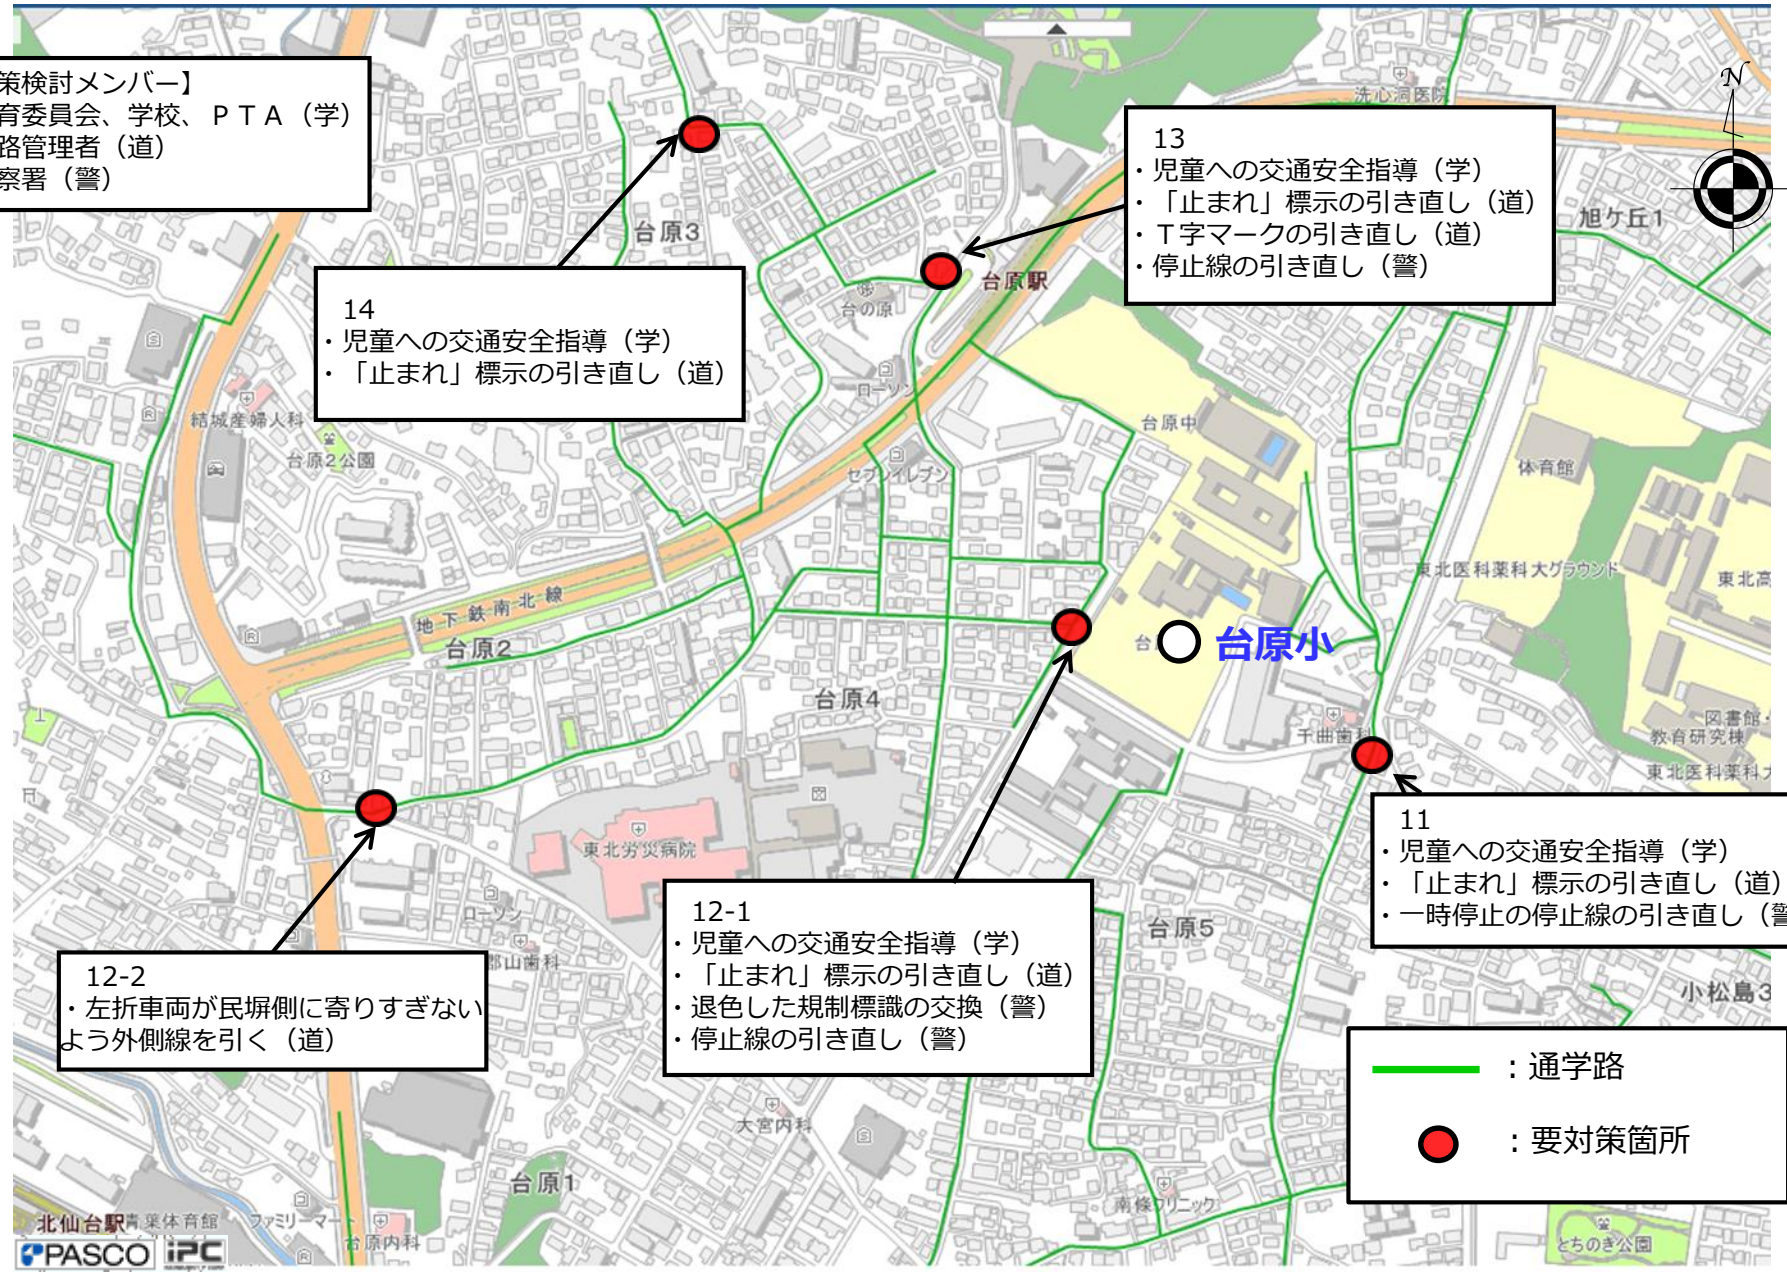 策検討メンバー】
育委員会、学校、ＰＴＡ（学）
路管理者（道）
察署（警）
13
・児童への交通安全指導（学）
・「止まれ」標示の引き直し（道）
・Ｔ字マークの引き直し（道）
・停止線の引き直し（警）
14
・児童への交通安全指導（学）
・「止まれ」標示の引き直し（道）
11
・児童への交通安全指導（学）
・「止まれ」標示の引き直し（道）
・一時停止の停止線の引き直し（警
12-1
・児童への交通安全指導（学）
・「止まれ」標示の引き直し（道）
・退色した規制標識の交換（警）
・停止線の引き直し（警）
12-2
・左折車両が民塀側に寄りすぎない
よう外側線を引く（道）
：通学路
：要対策箇所
N
洗心洞医院
旭ケ丘1
台原3
台原駅
台の原
ローソン
結城産婦人科
台原2公園
セブンイレブン
台原中
体育館
東北医科薬科大グラウンド
東北高
地下鉄南北線
台原2
台原小
台原4
千曲歯科
図書館・
教育研究棟
東北医科薬科大
東北労災病院
ローソン
郡山歯科
台原5
小松島3
大宮内科
台原1
南條クリニック
とちのき公園
北仙台駅
青葉体育館
ファミリーマート
台原内科
PASCO
iPC